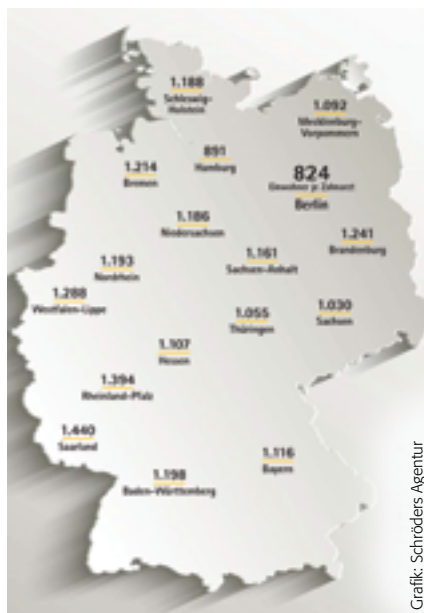 1.188
Schleswig-
Holstein
1.092
Mecklenburg-
Vorpommern
891
Hamburg
1.214
Bremen
824
Einwohner je Zahnarzt
Berlin
1.186
Niedersachsen
1.241
Brandenburg
1.193
Nordrhein
1.161
Sachsen-Anhalt
1.288
Westfalen-Lippe
1.055
Thüringen
1.030
Sachsen
1.107
Hessen
1.394
Rheinland-Pfalz
1.440
Saarland
1.116
Bayern
1.198
Baden-Württemberg
Grafik: Schröders Agentur